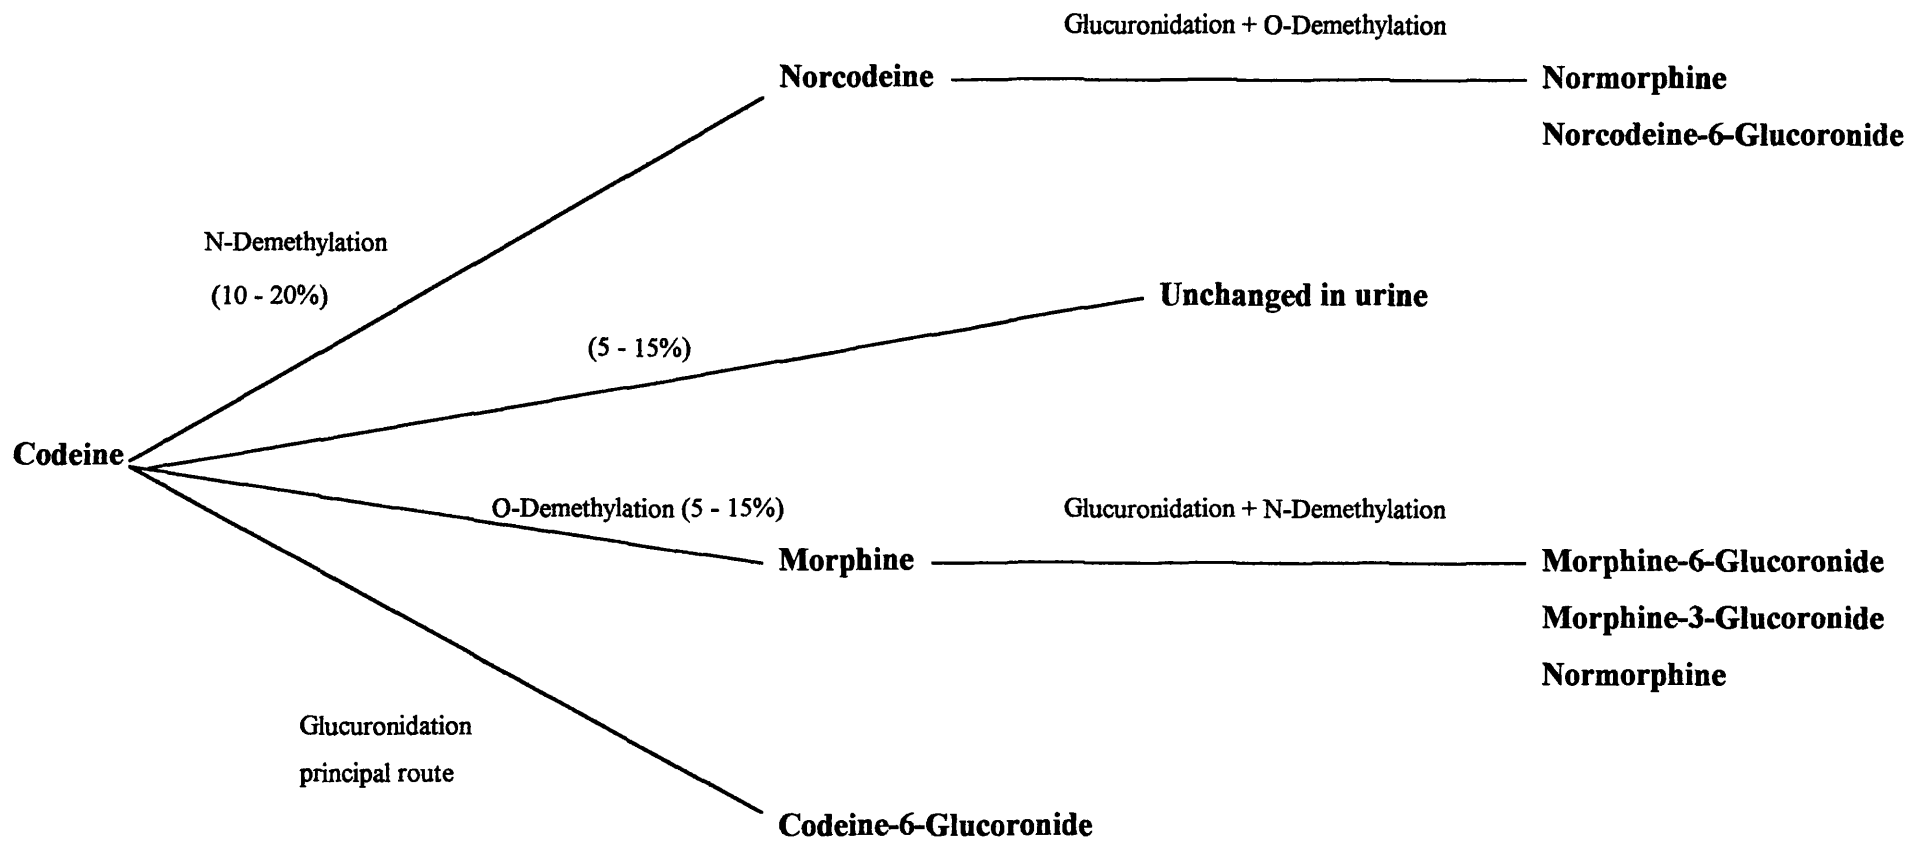 Glucuronidation + O-Demethylation
Norcodeine
Normorphine
Norcodeine-6-Glucoronide
N-Demethylation
(10 - 20%)
Unchanged in urine
(5 - 15%)
Codeine
O-Demethylation (5 - 15%)
Glucuronidation + N-Demethylation
Morphine
Morphine-6-Glucoronide
Morphine-3-Glucoronide
Normorphine
Glucuronidation
principal route
Codeine-6-Glucoronide